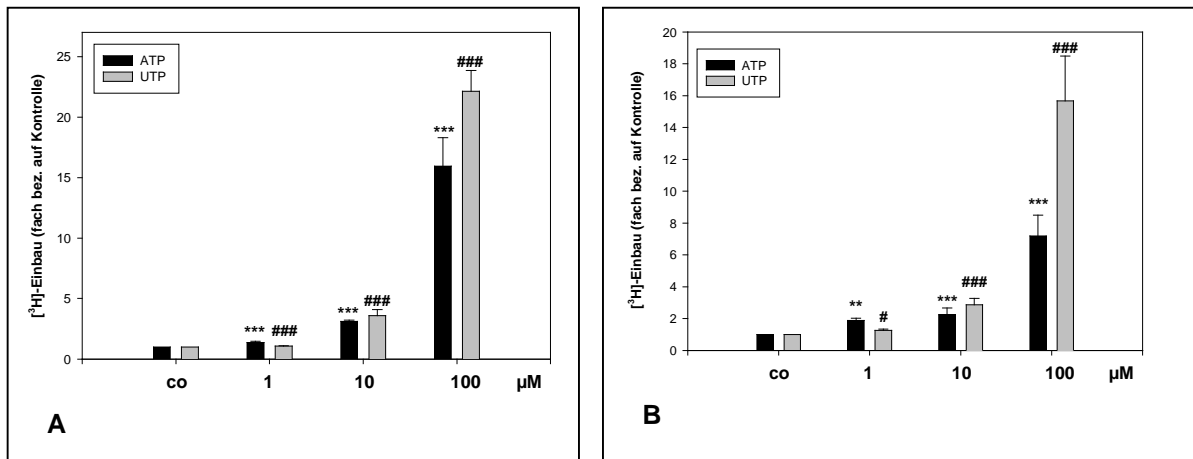 [³H]-Einbau (fach bez. auf Kontrolle)
25
20
15
10
5
0
ATP
UTP
***
###
***
###
***
###
co
1
10
100
µM
A
[³H]-Einbau (fach bez. auf Kontrolle)
20
18
16
14
12
10
8
6
4
2
0
ATP
UTP
**
#
***
###
***
###
co
1
10
100
µM
B